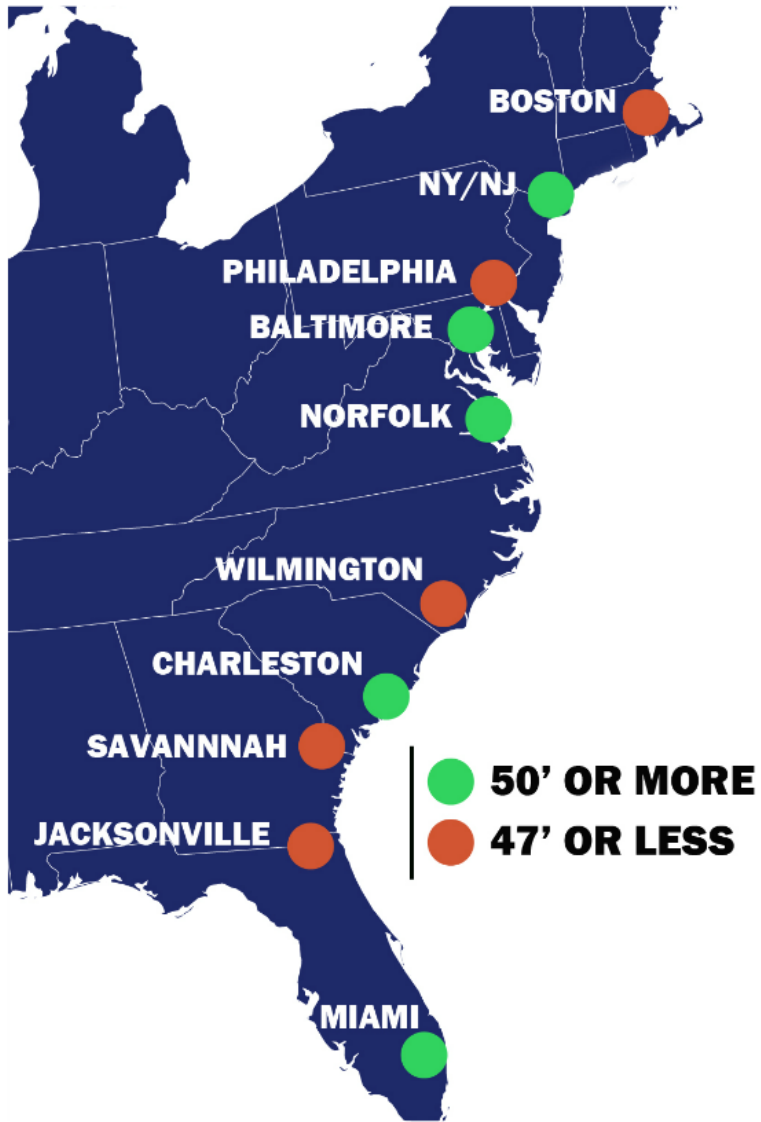 BOSTON
NY/NJ
PHILADELPHIA
BALTIMORE
NORFOLK
WILMINGTON
CHARLESTON
SAVANNNAH
JACKSONVILLE
MIAMI
50’ OR MORE
47’ OR LESS